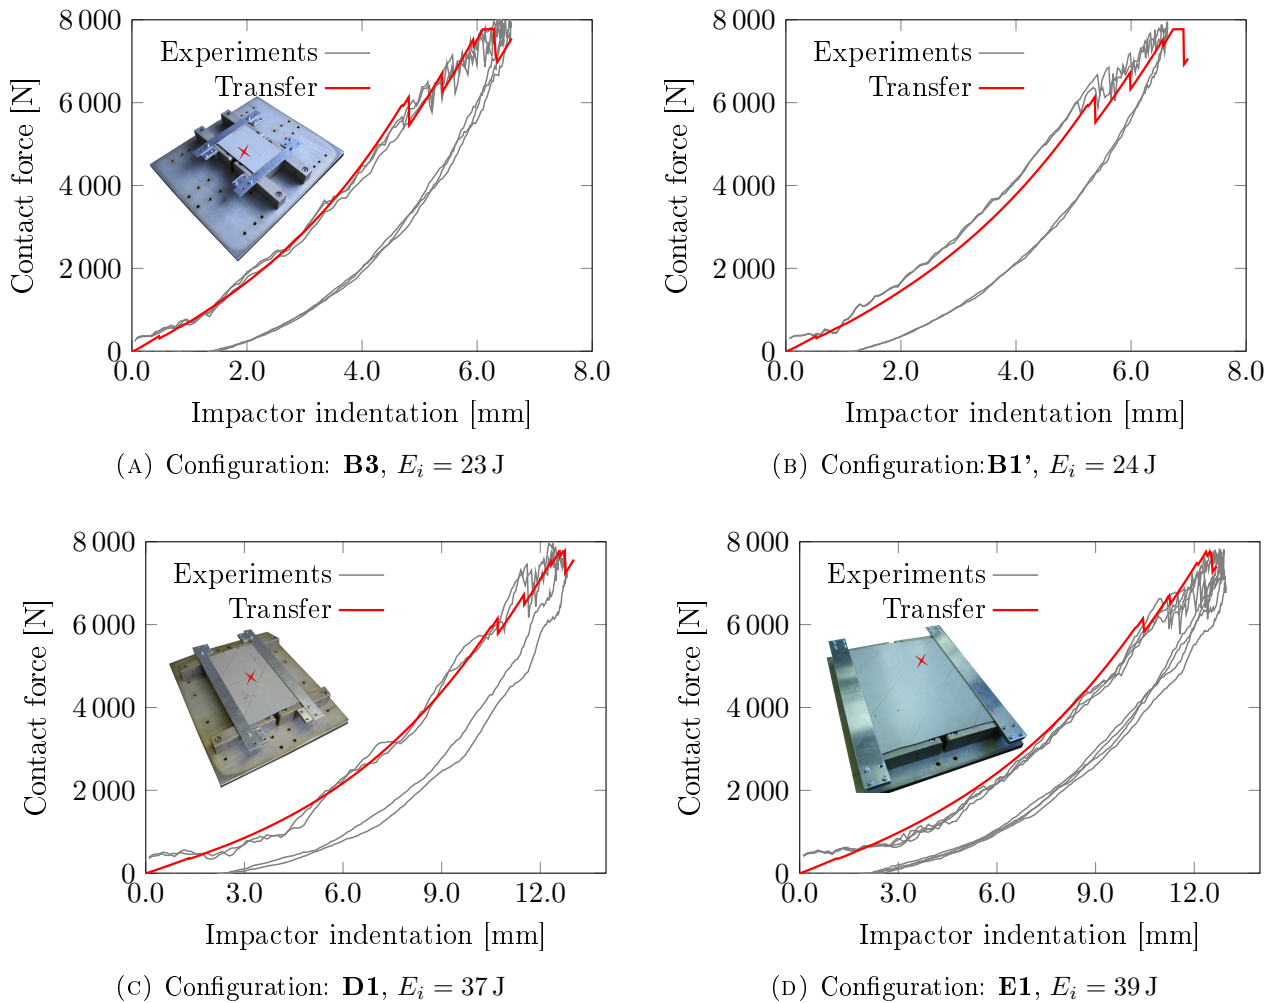 Experiments
Transfer
Contact force [N]
8 000
6 000
4 000
2 000
0
0.0 2.0 4.0 6.0 8.0
Impactor indentation [mm]
(A) Configuration: B3, E_i = 23 J
Experiments
Transfer
Contact force [N]
8 000
6 000
4 000
2 000
0
0.0 2.0 4.0 6.0 8.0
Impactor indentation [mm]
(B) Configuration:B1’, E_i = 24 J
Experiments
Transfer
Contact force [N]
8 000
6 000
4 000
2 000
0
0.0 3.0 6.0 9.0 12.0
Impactor indentation [mm]
(C) Configuration: D1, E_i = 37 J
Experiments
Transfer
Contact force [N]
8 000
6 000
4 000
2 000
0
0.0 3.0 6.0 9.0 12.0
Impactor indentation [mm]
(D) Configuration: E1, E_i = 39 J